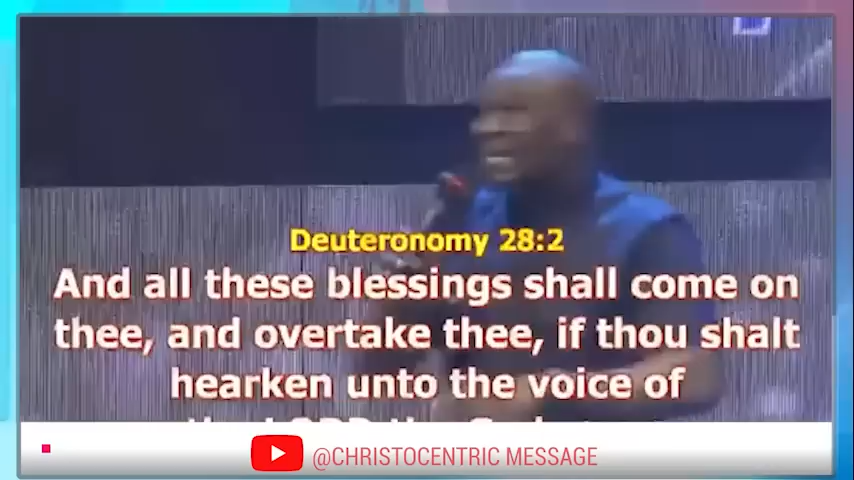 Deuteronomy 28:2
And all these blessings shall come on
thee, and overtake thee, if thou shalt
hearken unto the voice of
@CHRISTOCENTRIC MESSAGE